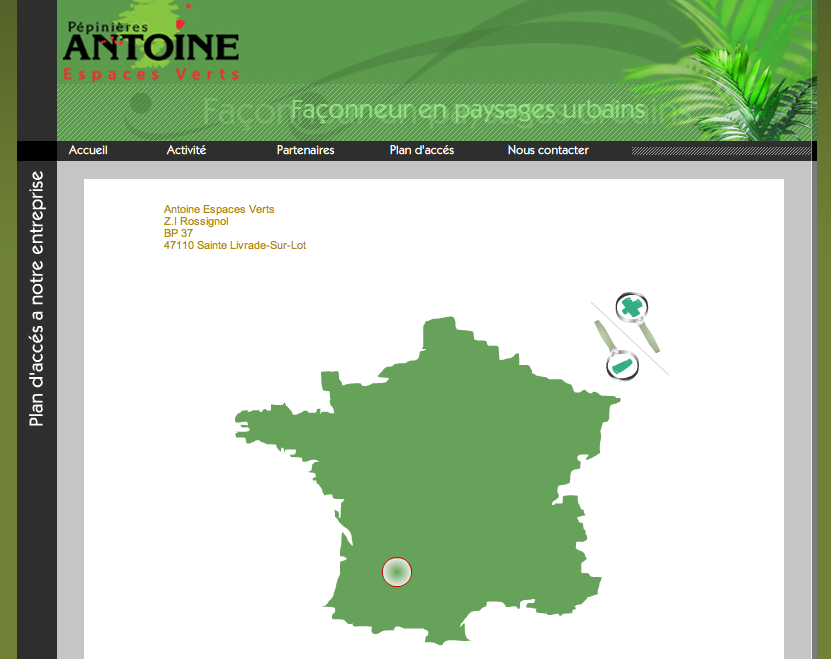 Pépinières
ANTOINE
Espaces Verts
Façonneur en paysages urbains
Accueil
Activité
Partenaires
Plan d'accés
Nous contacter
Plan d'accés a notre entreprise
Antoine Espaces Verts
Z.I Rossignol
BP 37
47110 Sainte Livrade-Sur-Lot